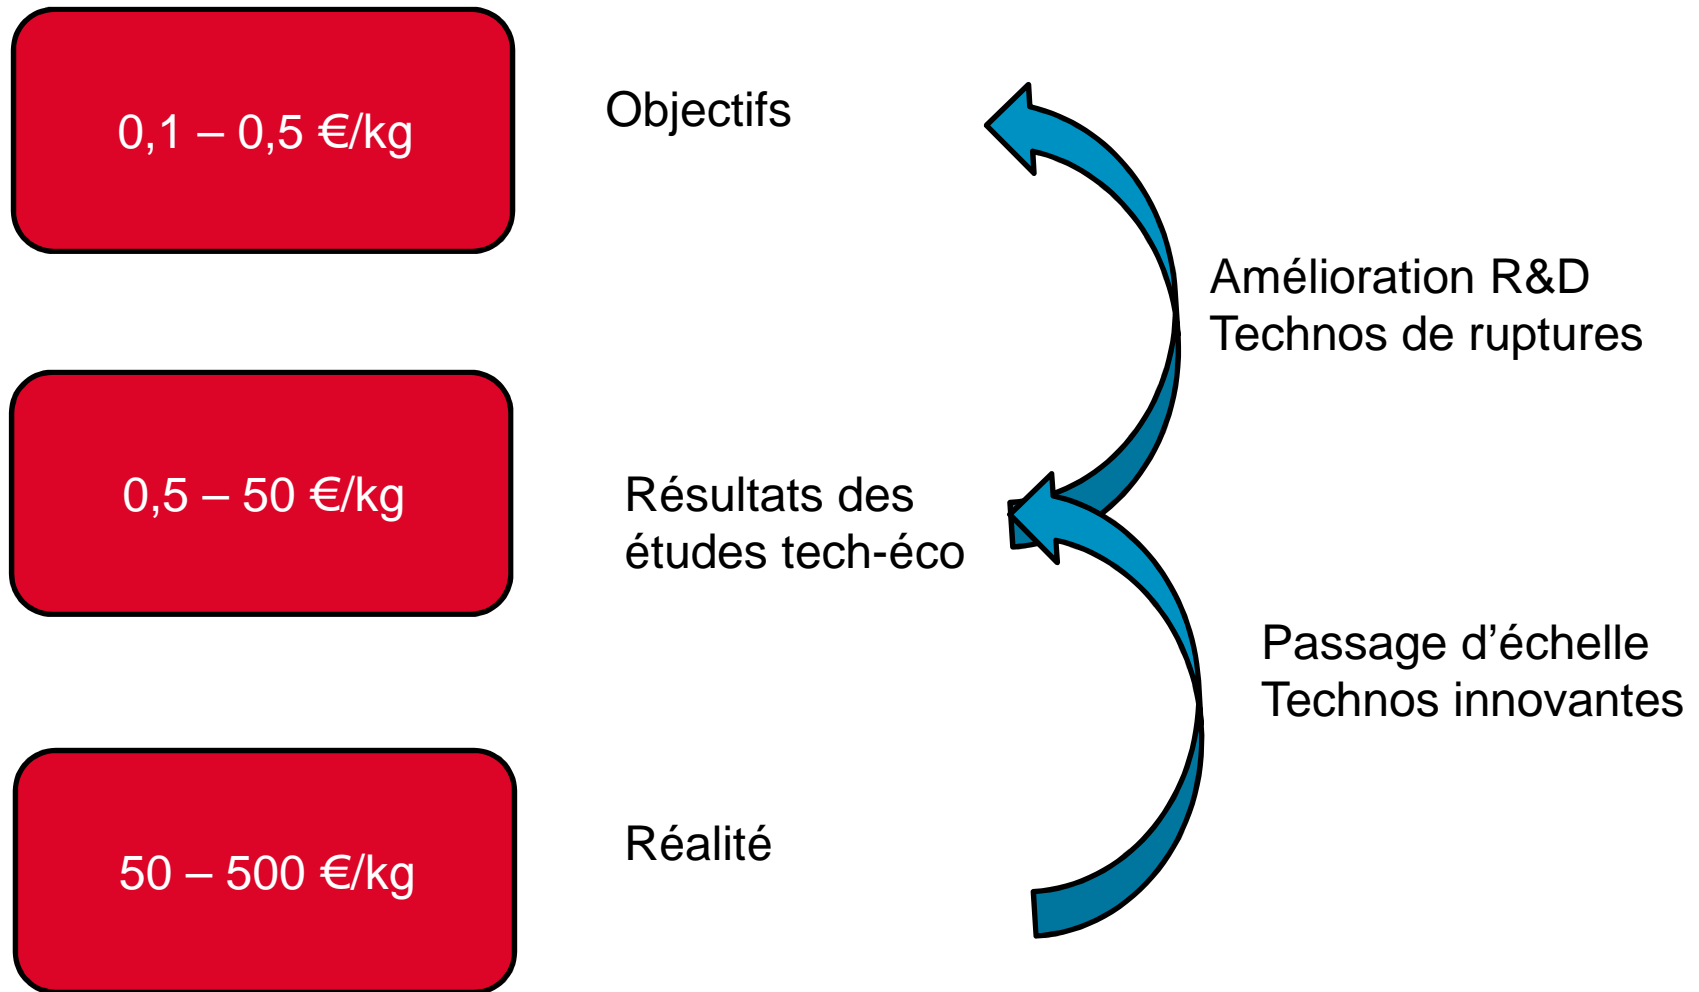 0,1 – 0,5 €/kg
Objectifs
Amélioration R&D
Technos de ruptures
0,5 – 50 €/kg
Résultats des
études tech-éco
Passage d’échelle
Technos innovantes
50 – 500 €/kg
Réalité